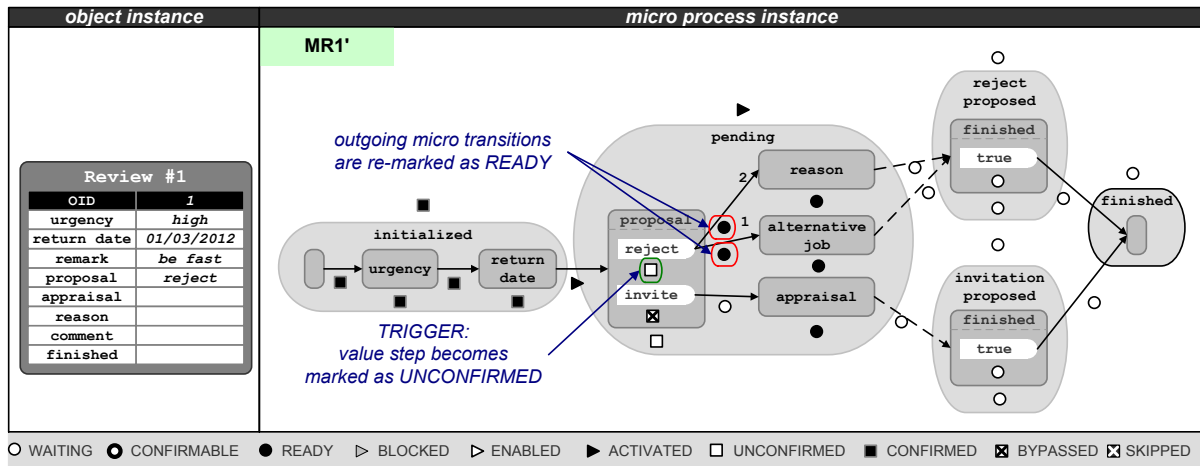 object instance
micro process instance
MR1'
outgoing micro transitions
are re-marked as READY
Review #1
OID 1
urgency high
return date 01/03/2012
remark be fast
proposal reject
appraisal
reason
comment
finished
initialized
urgency
return
date
TRIGGER:
value step becomes
marked as UNCONFIRMED
pending
proposal
reject
invite
2
1
reason
alternative
job
appraisal
reject
proposed
finished
true
invitation
proposed
finished
true
finished
WAITING CONFIRMABLE READY BLOCKED ENABLED ACTIVATED UNCONFIRMED CONFIRMED BYPASSED SKIPPED